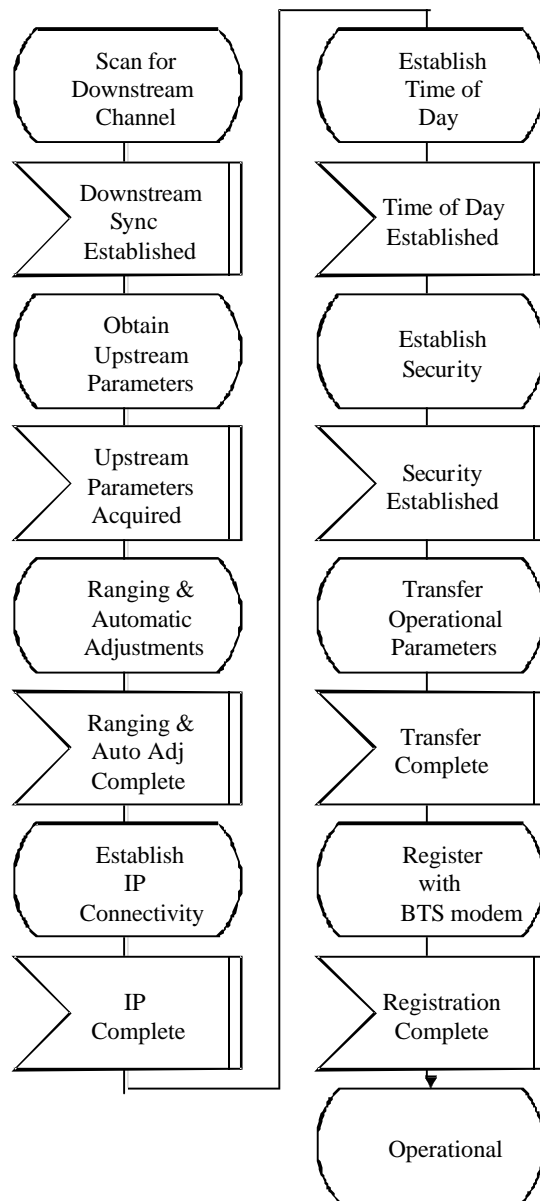 Scan for
Downstream
Channel
Downstream
Sync
Established
Obtain
Upstream
Parameters
Upstream
Parameters
Acquired
Ranging &
Automatic
Adjustments
Ranging &
Auto Adj
Complete
Establish
IP
Connectivity
IP
Complete
Establish
Time of
Day
Time of Day
Established
Establish
Security
Security
Established
Transfer
Operational
Parameters
Transfer
Complete
Register
with
BTS modem
Registration
Complete
Operational